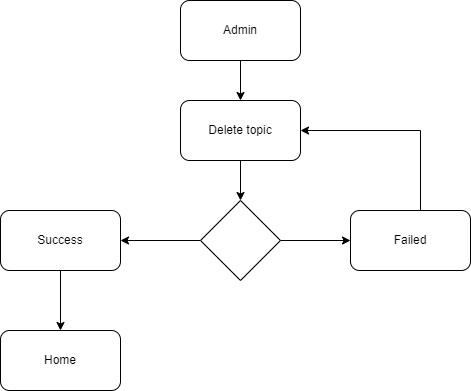 Admin
Delete topic
Success
Failed
Home